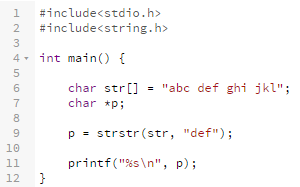 1 #include<stdio.h>
2 #include<string.h>
3
4 int main() {
5
6     char str[] = "abc def ghi jkl";
7     char *p;
8
9     p = strstr(str, "def");
10
11     printf("%s\n", p);
12 }